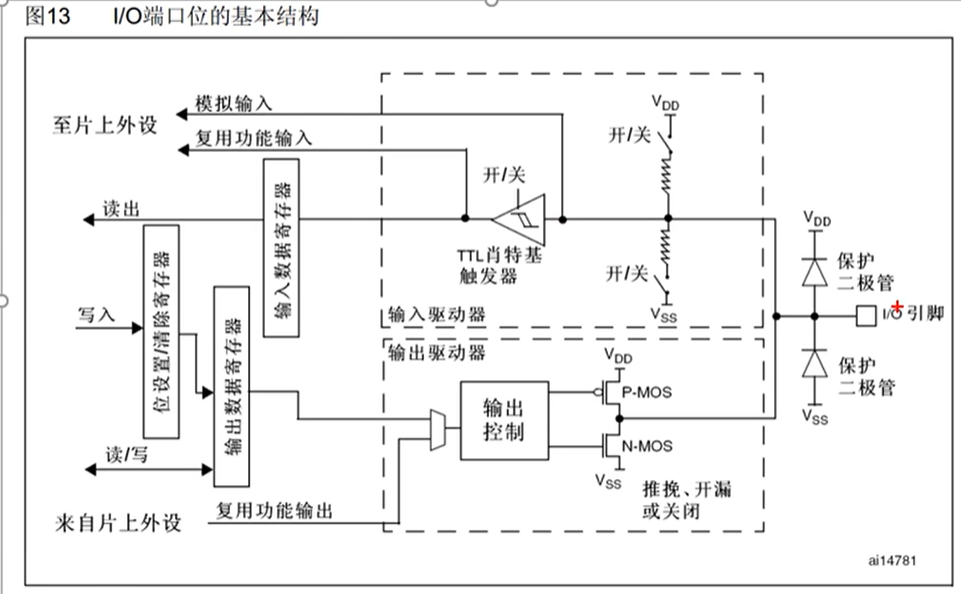 图13 I/O端口位的基本结构
模拟输入
至片上外设
复用功能输入
读出
输入数据寄存器
开/关
TTL肖特基
触发器
VDD
开/关
开/关
VSS
输入驱动器
VDD
保护
二极管
I/O 引脚
保护
二极管
VSS
写入
位设置/清除寄存器
输出数据寄存器
读/写
输出驱动器
输出
控制
VDD
P-MOS
N-MOS
VSS
推挽、开漏
或关闭
来自片上外设
复用功能输出
ai14781